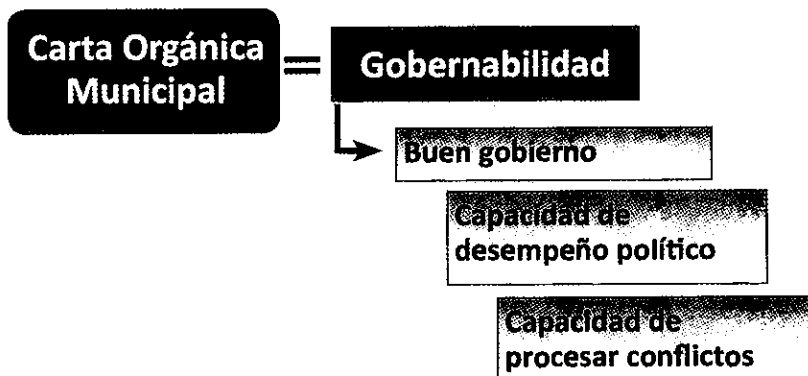 Carta Orgánica
Municipal
=
Gobernabilidad
Buen gobierno
Capacidad de
desempeño político
Capacidad de
procesar conflictos